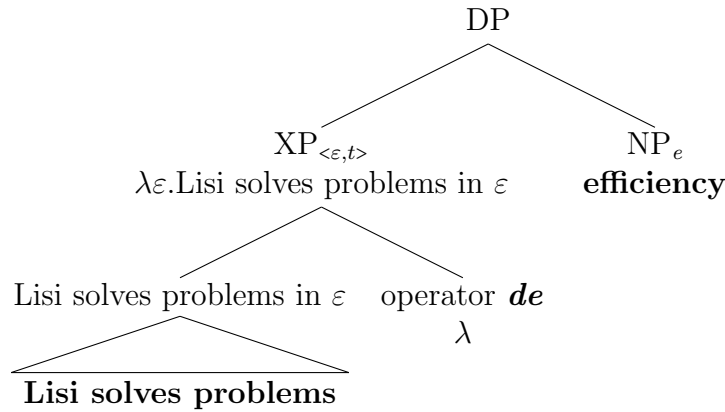 DP
XP<ε,t> NPe
λε.Lisi solves problems in ε efficiency
Lisi solves problems in ε operator de
λ
Lisi solves problems